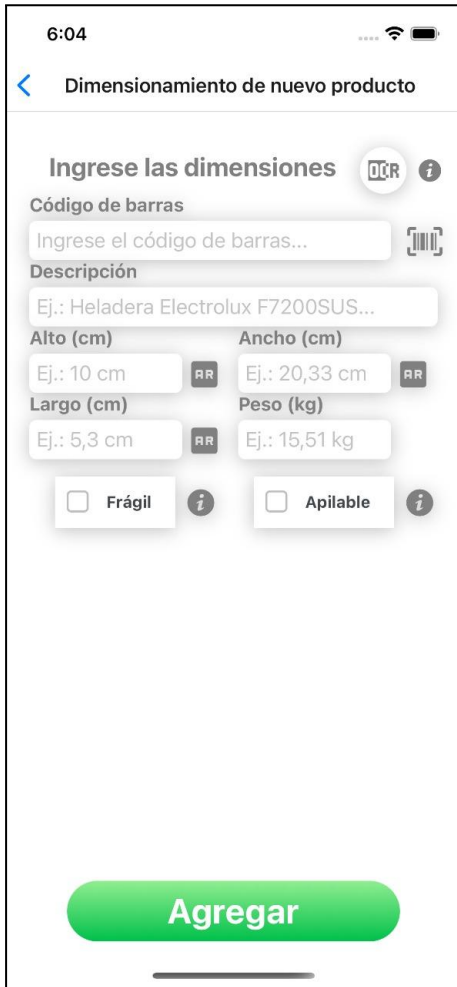 6:04
Dimensionamiento de nuevo producto
Ingrese las dimensiones OCR i
Código de barras
Ingrese el código de barras...
Descripción
Ej.: Heladera Electrolux F7200SUS...
Alto (cm) Ancho (cm)
Ej.: 10 cm AR Ej.: 20,33 cm AR
Largo (cm) Peso (kg)
Ej.: 5,3 cm AR Ej.: 15,51 kg
Frágil i Apilable i
Agregar